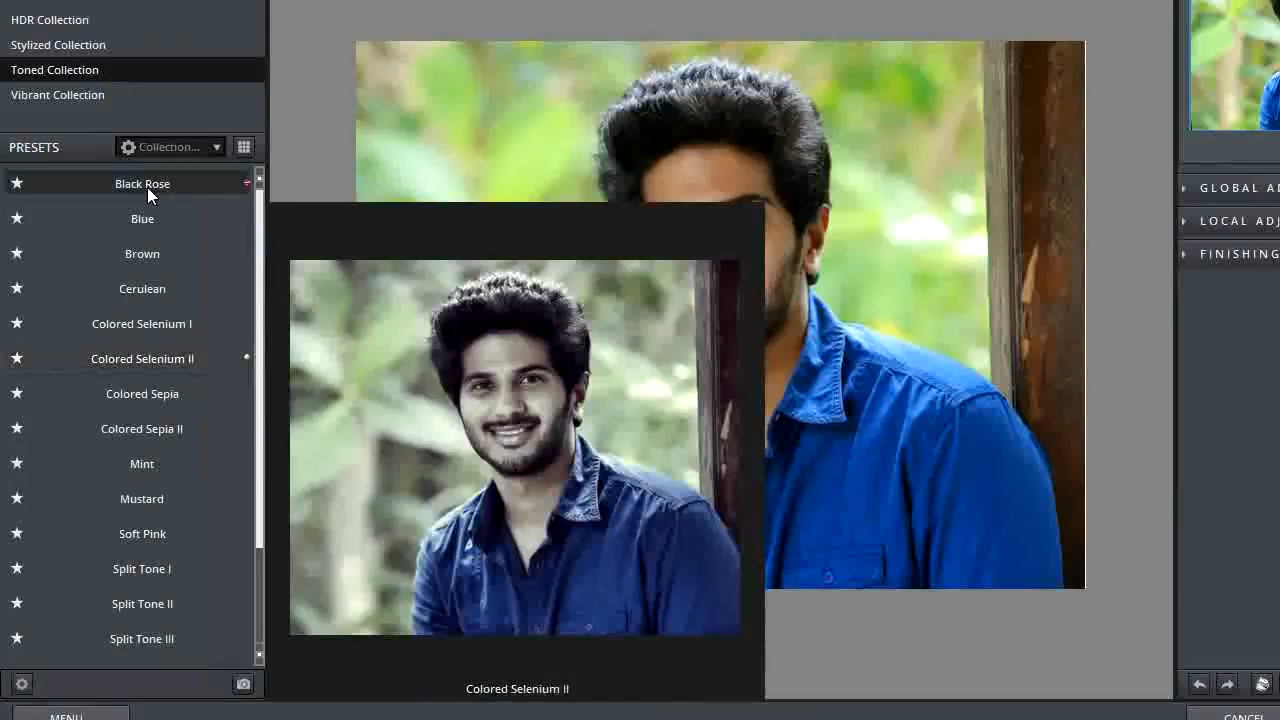 HDR Collection
Stylized Collection
Toned Collection
Vibrant Collection
PRESETS
Collection...
Black Rose
Blue
Brown
Cerulean
Colored Selenium I
Colored Selenium II
Colored Sepia
Colored Sepia II
Mint
Mustard
Soft Pink
Split Tone I
Split Tone II
Split Tone III
MENU
Colored Selenium II
GLOBAL AD
LOCAL ADJ
FINISHING
CANCEL